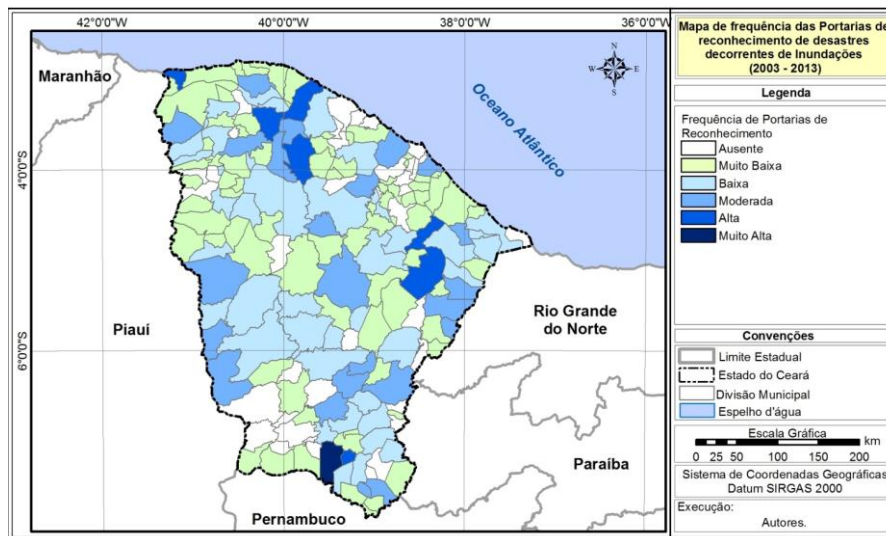 42°0'0"W
40°0'0"W
38°0'0"W
36°0'0"W
Maranhão
N
W
E
S
Oceano Atlântico
4°0'0"S
Piauí
Rio Grande
do Norte
6°0'0"S
Paraíba
Pernambuco
Mapa de frequência das Portarias de
reconhecimento de desastres
decorrentes de Inundações
(2003 - 2013)
Legenda
Frequência de Portarias de
Reconhecimento
Ausente
Muito Baixa
Baixa
Moderada
Alta
Muito Alta
Convenções
Limite Estadual
Estado do Ceará
Divisão Municipal
Espelho d'água
Escala Gráfica
km
0 25 50 100 150 200
Sistema de Coordenadas Geográficas
Datum SIRGAS 2000
Execução:
Autores.